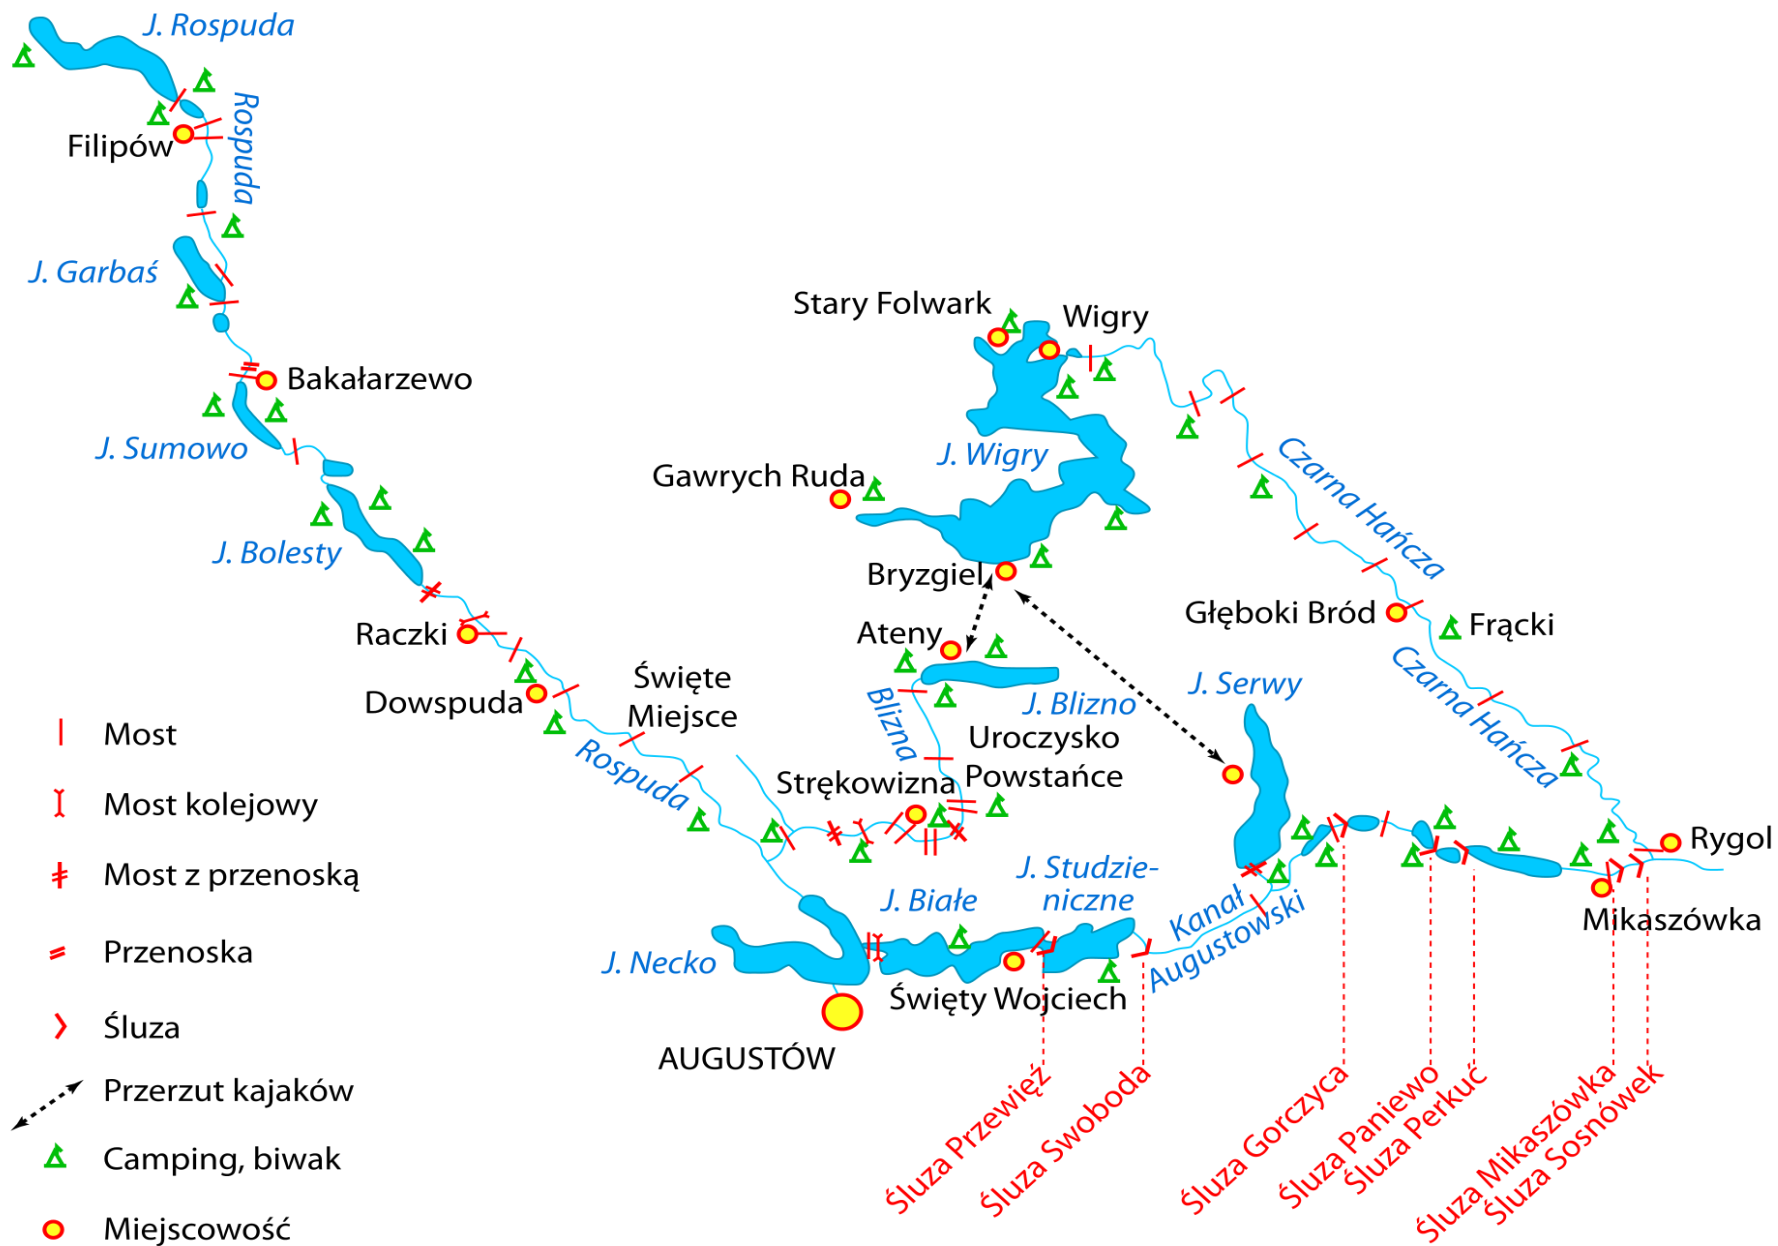 J. Rospuda
Rospuda
Filipów
J. Garbaś
Bakałarzewo
J. Sumowo
J. Bolesty
Raczki
Dowspuda
Święte
Miejsce
Rospuda
Stary Folwark
Wigry
J. Wigry
Gawrych Ruda
Bryzgiel
Ateny
J. Blizno
Blizna
Uroczysko
Powstańce
Strękowizna
Czarna Hańcza
Głęboki Bród
Frącki
Czarna Hańcza
J. Serwy
Rygol
Mikaszówka
J. Studzie-
niczne
J. Białe
Kanał
Augustowski
J. Necko
Święty Wojciech
AUGUSTÓW
Śluza Przewięź
Śluza Swoboda
Śluza Gorczyca
Śluza Paniewo
Śluza Perkuć
Śluza Mikaszówka
Śluza Sosnówek
Most
Most kolejowy
Most z przenoską
Przenoska
Śluza
Przerzut kajaków
Camping, biwak
Miejscowość